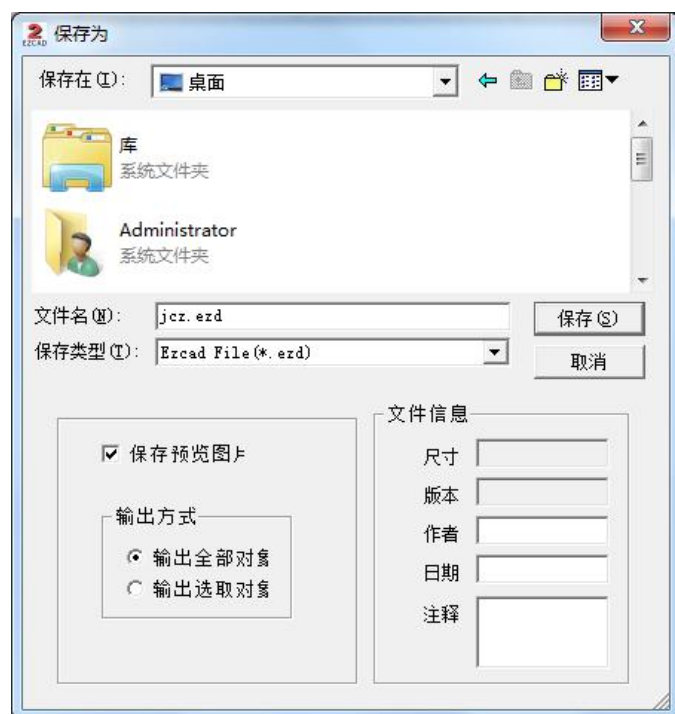 2
EZCAD 保存为
保存在(I): 桌面
库
系统文件夹
Administrator
系统文件夹
文件名(N): jcz.ezd 保存(S)
保存类型(T): Ezcad File(*.ezd) 取消
文件信息
保存预览图片
尺寸
版本
输出方式
作者
输出全部对象
日期
输出选取对象
注释